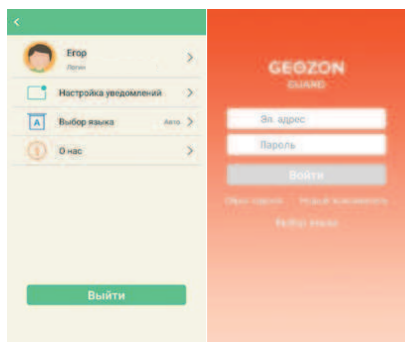 Егор
Логин
Настройка уведомлений
Выбор языка
Авто
О нас
Выйти
GEOZON
GUARD
Эл. адрес
Пароль
Войти